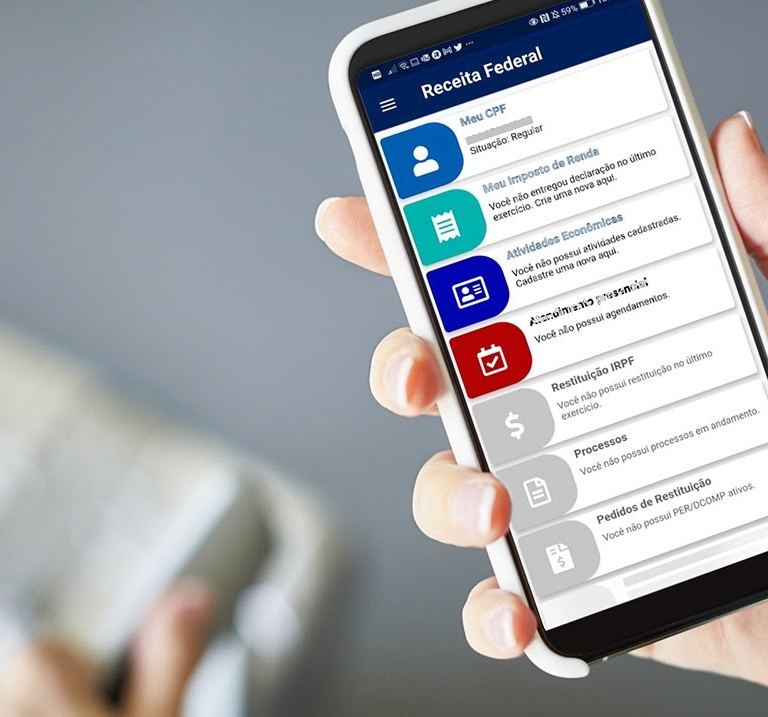 59%
Receita Federal
Meu CPF
Situação: Regular
Meu Imposto de Renda
Você não entregou declaração no último
exercício. Crie uma nova aqui.
Atividades Econômicas
Você não possui atividades cadastradas.
Cadastre uma nova aqui.
Atendimento presencial
Você não possui agendamentos.
Restituição IRPF
Você não possui restituição no último
exercício.
Processos
Você não possui processos em andamento.
Pedidos de Restituição
Você não possui PER/DCOMP ativos.